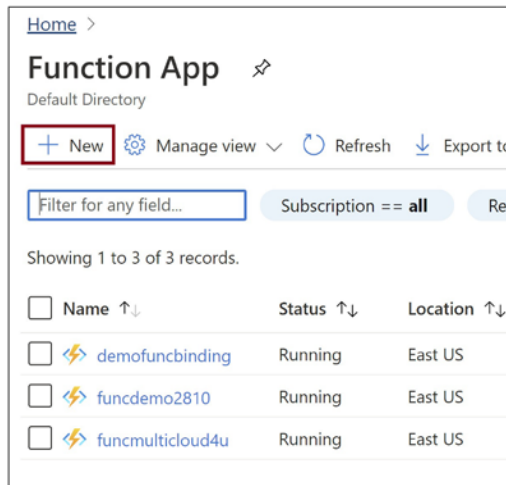 Home >
Function App
Default Directory
+ New Manage view Refresh Export to
Filter for any field... Subscription == all Re
Showing 1 to 3 of 3 records.
Name ↑↓ Status ↑↓ Location ↑↓
demofuncbinding Running East US
funcdemo2810 Running East US
funcmulticloud4u Running East US